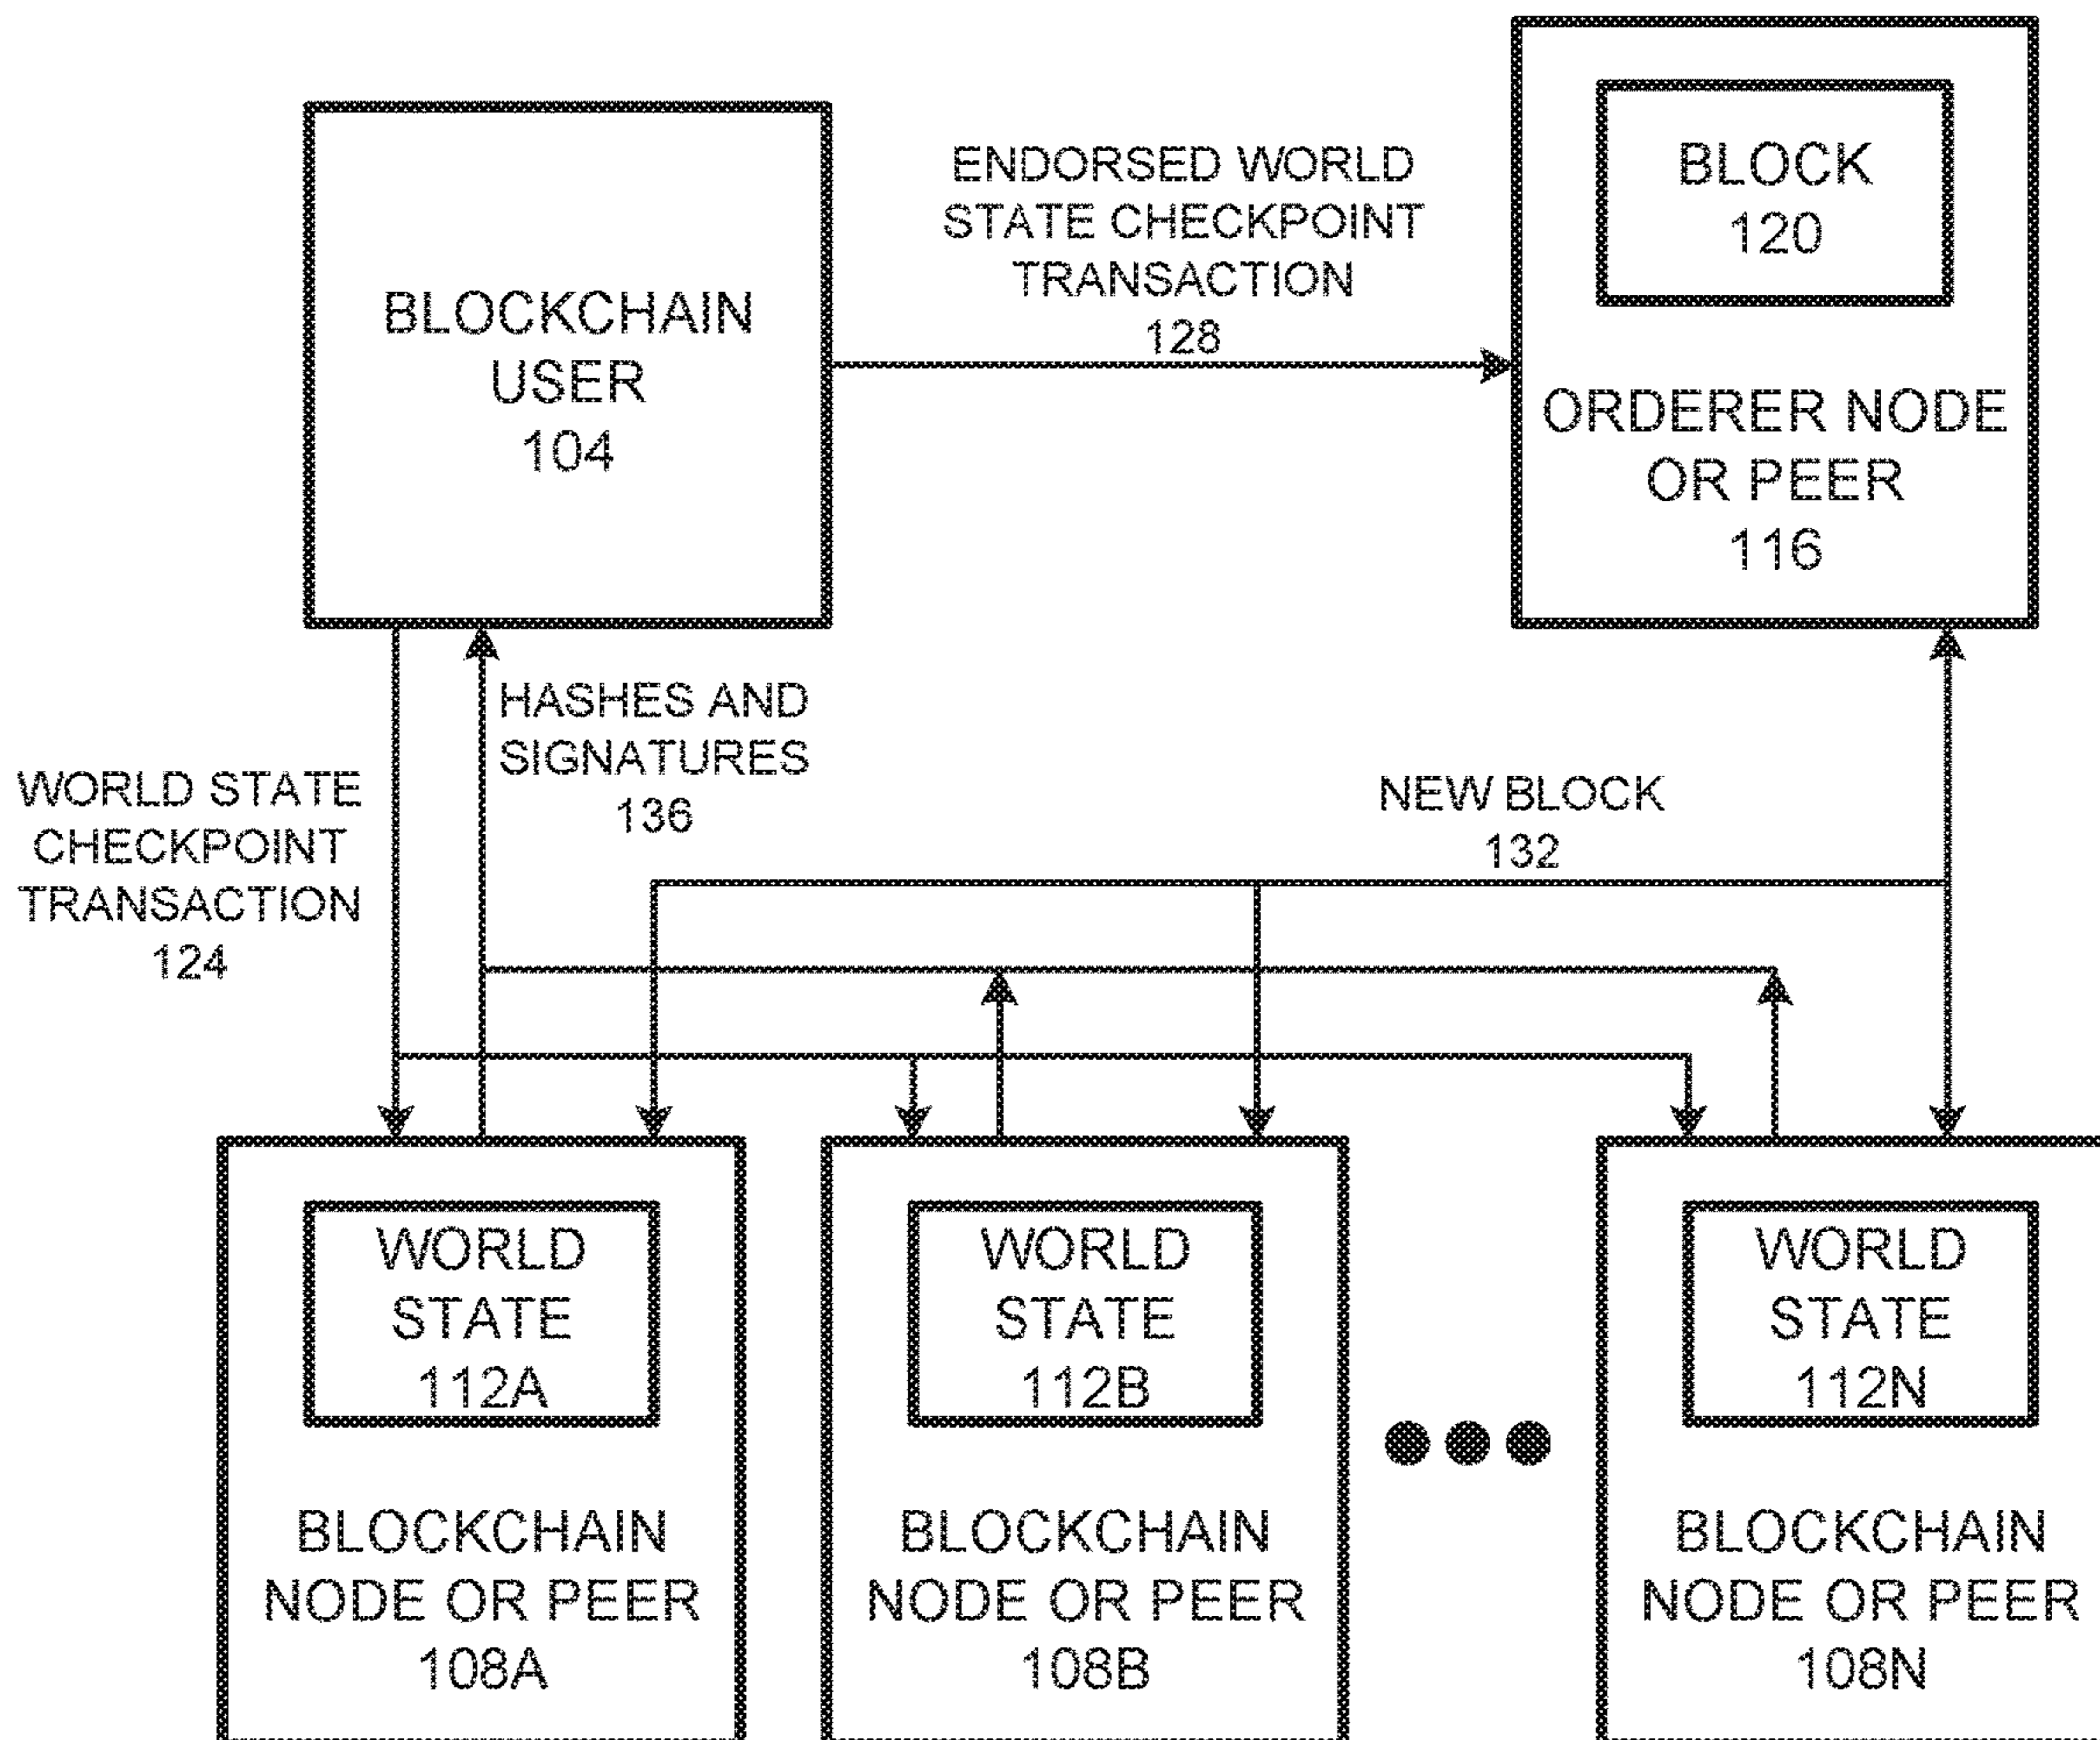 BLOCKCHAIN
USER
104
ENDORSED WORLD
STATE CHECKPOINT
TRANSACTION
128
BLOCK
120
ORDERER NODE
OR PEER
116
HASHES AND
SIGNATURES
136
WORLD STATE
CHECKPOINT
TRANSACTION
124
NEW BLOCK
132
WORLD
STATE
112A
BLOCKCHAIN
NODE OR PEER
108A
WORLD
STATE
112B
BLOCKCHAIN
NODE OR PEER
108B
WORLD
STATE
112N
BLOCKCHAIN
NODE OR PEER
108N